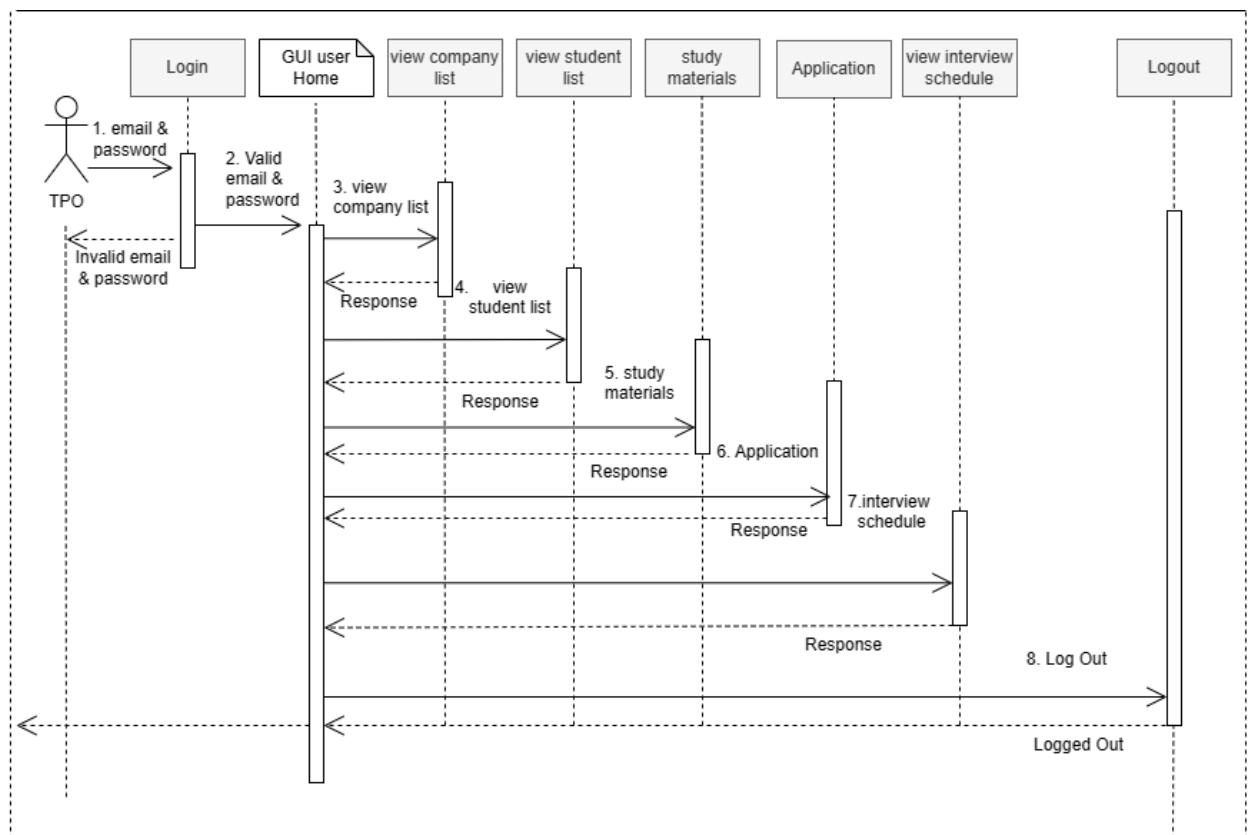 Login
GUI user
Home
view company
list
view student
list
study
materials
Application
view interview
schedule
Logout
1. email &
password
TPO
2. Valid
email &
password
3. view
company list
Invalid email
& password
Response
4. view
student list
Response
5. study
materials
Response
6. Application
Response
7.interview
schedule
Response
8. Log Out
Logged Out